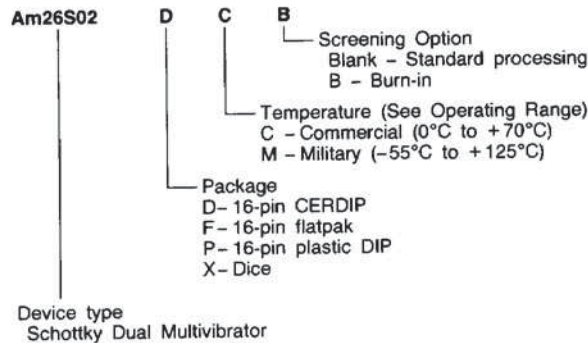 Am26S02 D C B
Screening Option
Blank – Standard processing
B – Burn-in
Temperature (See Operating Range)
C – Commercial (0°C to +70°C)
M – Military (–55°C to +125°C)
Package
D– 16-pin CERDIP
F– 16-pin flatpak
P– 16-pin plastic DIP
X– Dice
Device type
Schottky Dual Multivibrator